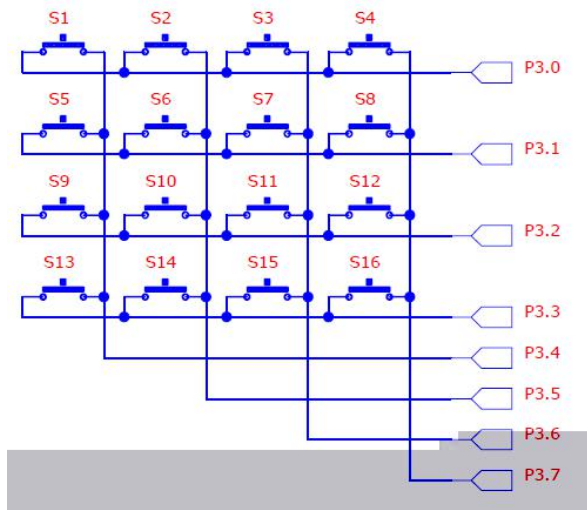 S1 S2 S3 S4
P3.0
S5 S6 S7 S8
P3.1
S9 S10 S11 S12
P3.2
S13 S14 S15 S16
P3.3
P3.4
P3.5
P3.6
P3.7